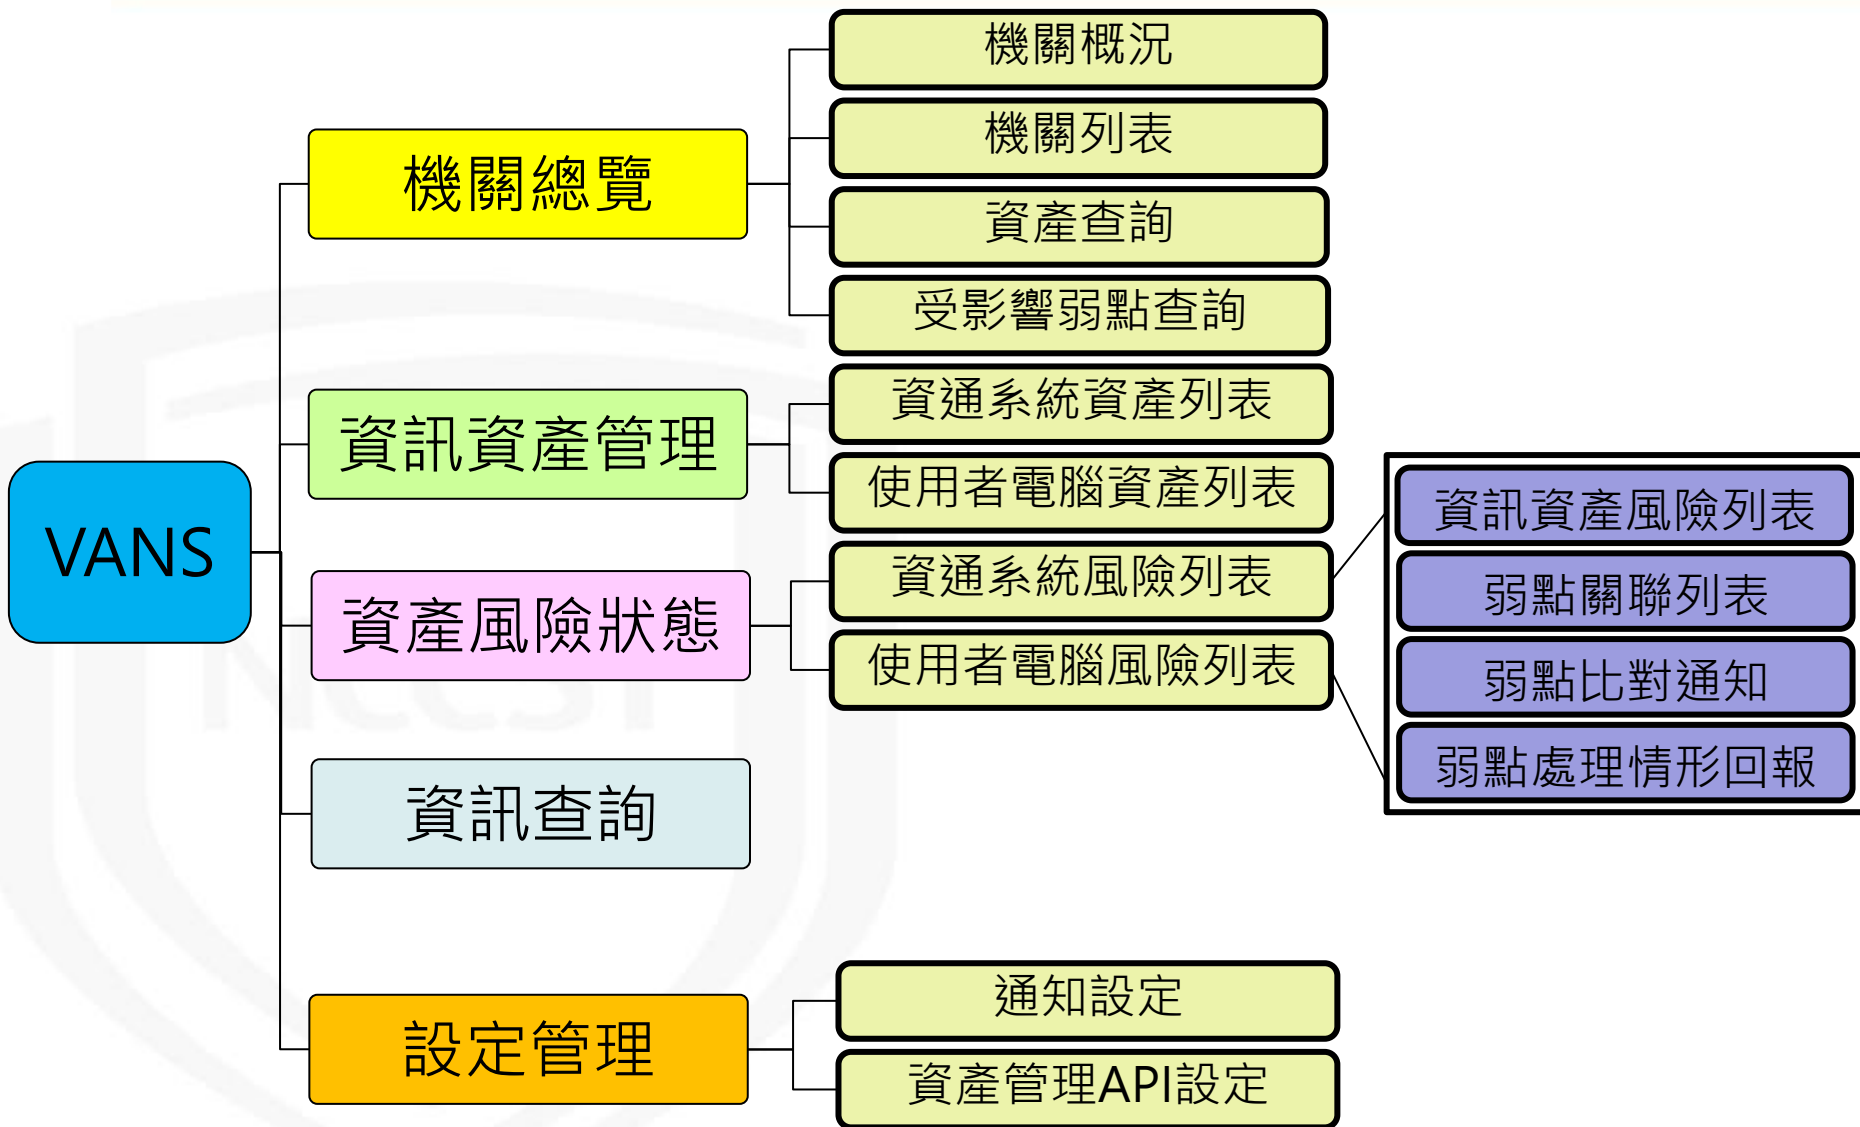 VANS
機關總覽
機關概況
機關列表
資產查詢
受影響弱點查詢
資訊資產管理
資通系統資產列表
使用者電腦資產列表
資產風險狀態
資通系統風險列表
使用者電腦風險列表
資訊資產風險列表
弱點關聯列表
弱點比對通知
弱點處理情形回報
資訊查詢
設定管理
通知設定
資產管理API設定
NCCST